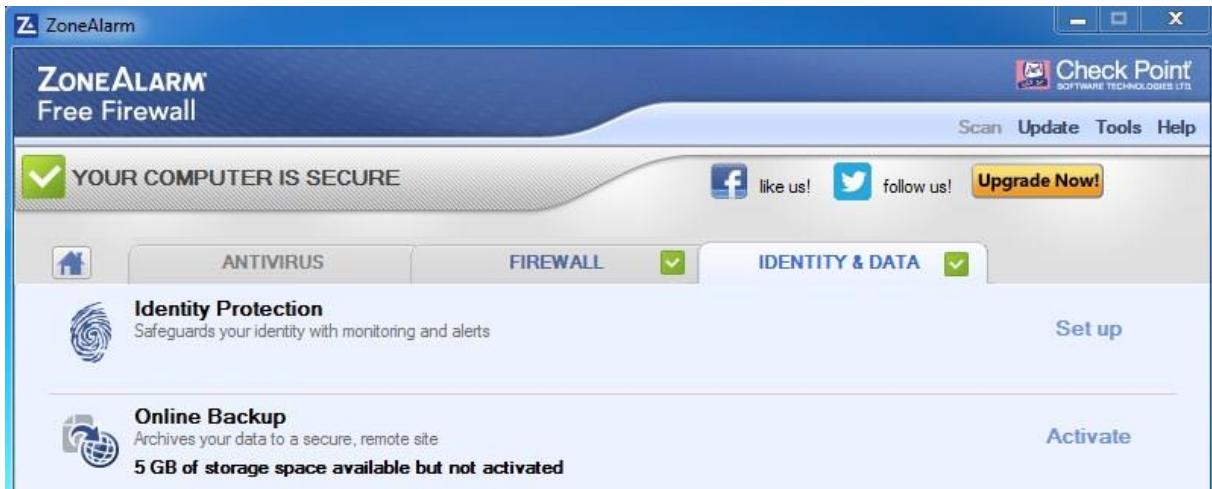 ZoneAlarm
ZONEALARM
Free Firewall
Check Point
SOFTWARE TECHNOLOGIES LTD.
Scan Update Tools Help
YOUR COMPUTER IS SECURE
like us! follow us! Upgrade Now!
ANTIVIRUS FIREWALL IDENTITY & DATA
Identity Protection
Safeguards your identity with monitoring and alerts
Set up
Online Backup
Archives your data to a secure, remote site
Activate
5 GB of storage space available but not activated